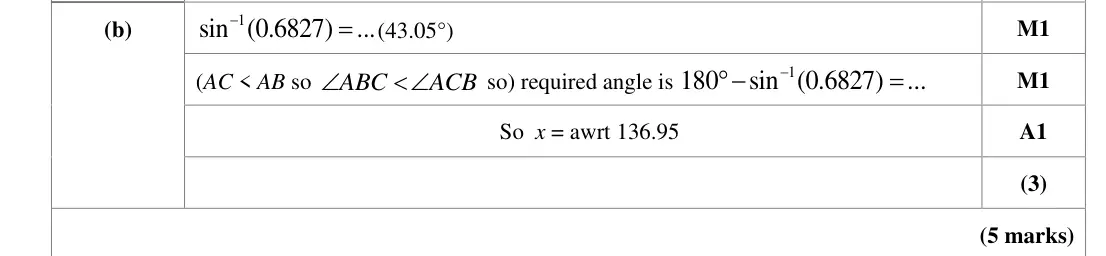 (b) sin⁻¹(0.6827) = ... (43.05°) M1
(AC < AB so ∠ABC < ∠ACB so) required angle is 180° − sin⁻¹(0.6827) = ... M1
So x = awrt 136.95 A1
(3)
(5 marks)